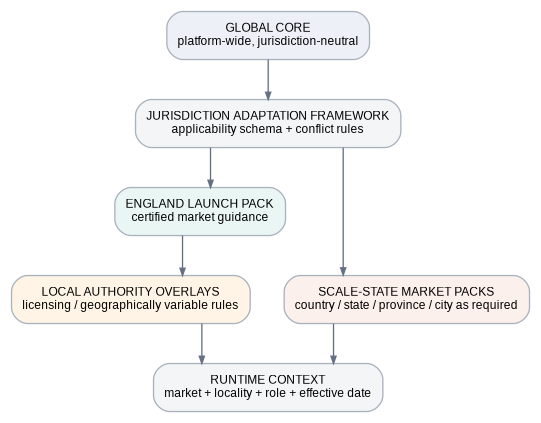 GLOBAL CORE
platform-wide, jurisdiction-neutral
JURISDICTION ADAPTATION FRAMEWORK
applicability schema + conflict rules
ENGLAND LAUNCH PACK
certified market guidance
LOCAL AUTHORITY OVERLAYS
licensing / geographically variable rules
SCALE-STATE MARKET PACKS
country / state / province / city as required
RUNTIME CONTEXT
market + locality + role + effective date